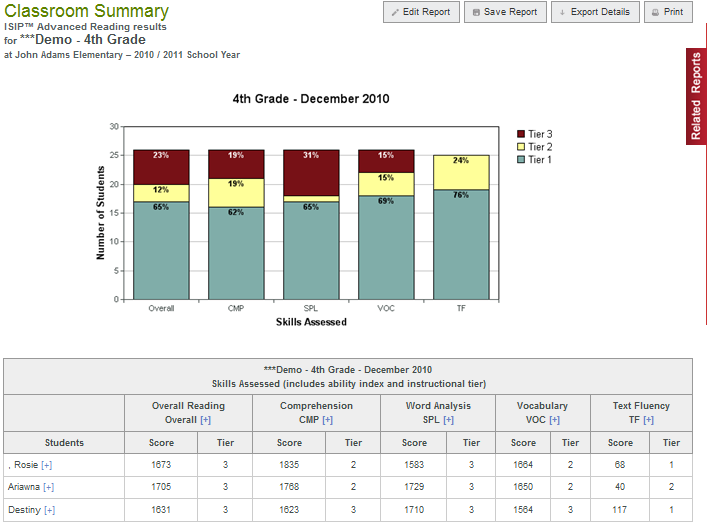 Classroom Summary
ISIP™ Advanced Reading results
for ***Demo - 4th Grade
at John Adams Elementary – 2010 / 2011 School Year
Edit Report
Save Report
Export Details
Print
Related Reports
4th Grade - December 2010
Number of Students
30
25
20
15
10
5
0
23% 19% 31% 15% 24%
12% 19% 15%
65% 62% 65% 69% 76%
Overall CMP SPL VOC TF
Skills Assessed
Tier 3
Tier 2
Tier 1
***Demo - 4th Grade - December 2010
Skills Assessed (includes ability index and instructional tier)
Overall Reading Comprehension Word Analysis Vocabulary Text Fluency
Overall [+] CMP [+] SPL [+] VOC [+] TF [+]
Students Score Tier Score Tier Score Tier Score Tier Score Tier
, Rosie [+] 1673 3 1835 2 1583 3 1664 2 68 1
Ariawna [+] 1705 3 1768 2 1729 3 1650 2 40 2
Destiny [+] 1631 3 1623 3 1710 3 1564 3 117 1